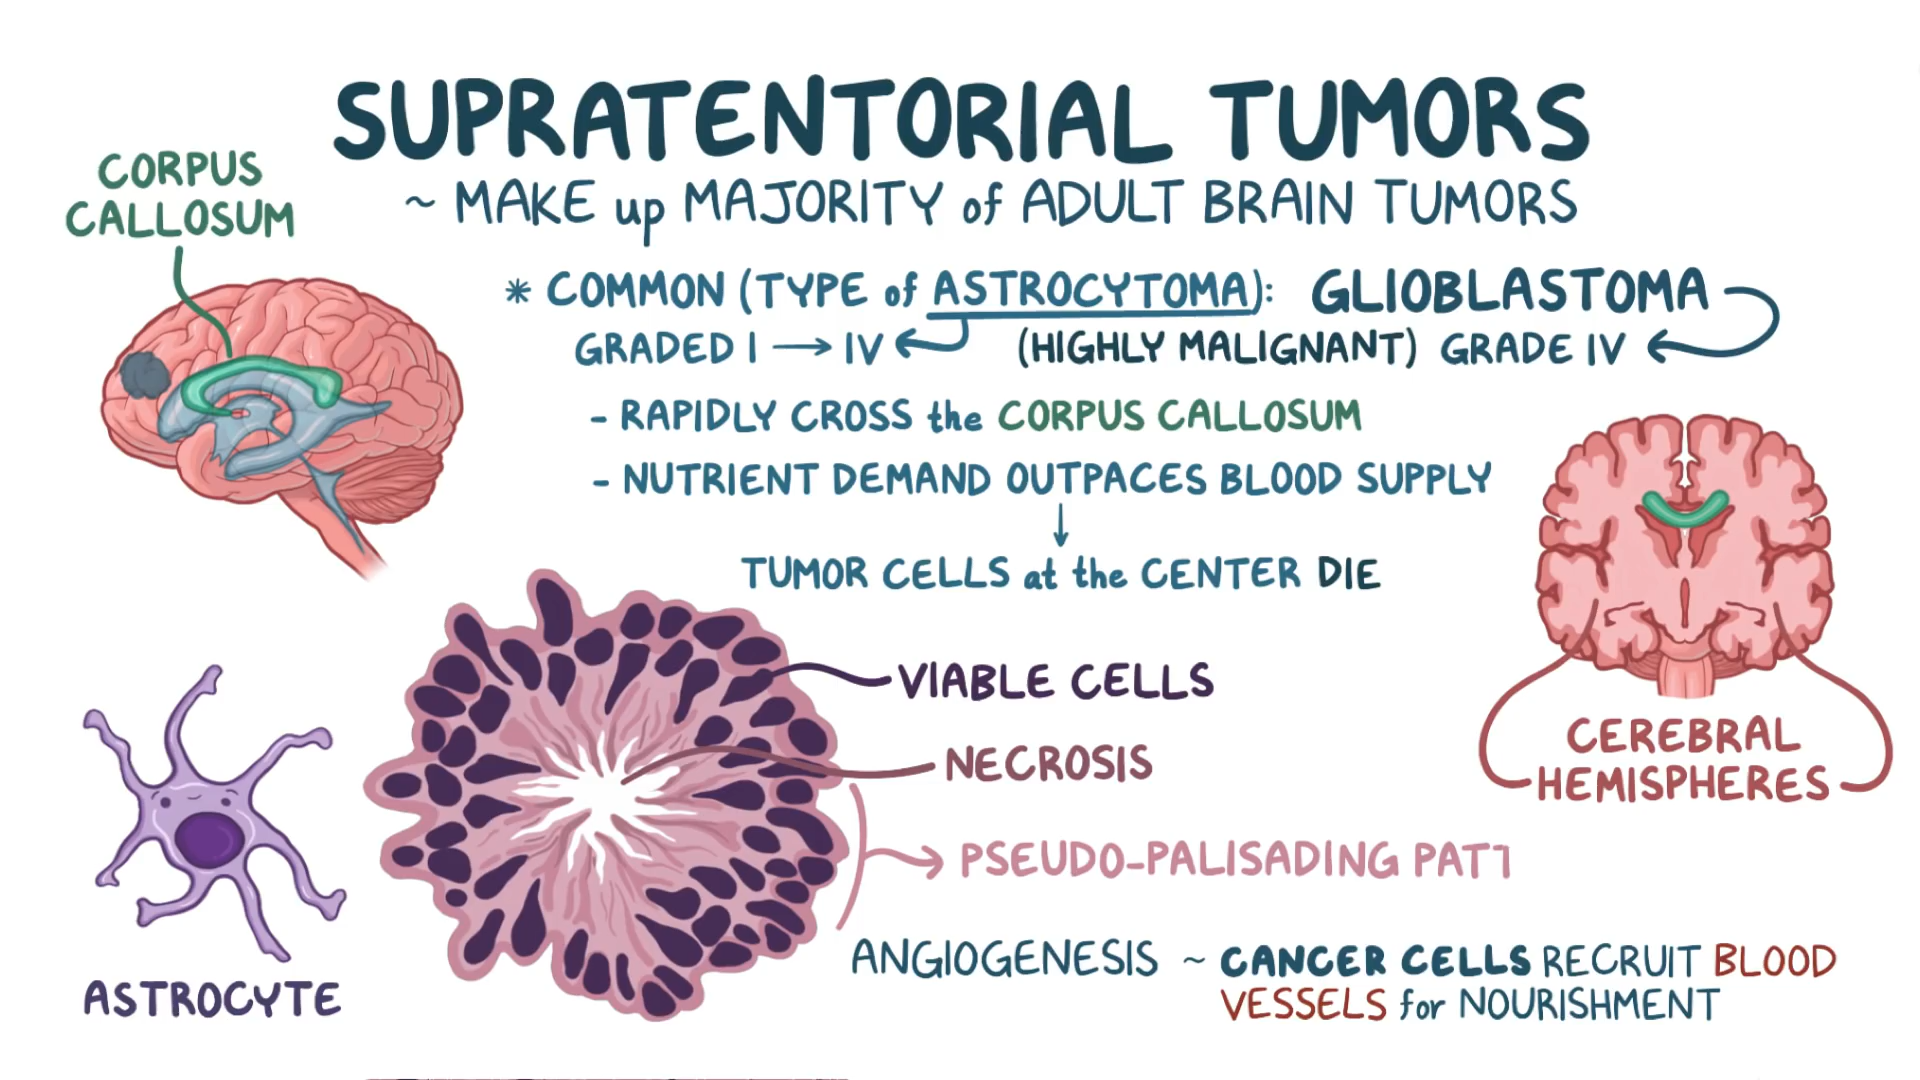 SUPRATENTORIAL TUMORS
~ MAKE up MAJORITY of ADULT BRAIN TUMORS
CORPUS
CALLOSUM
* COMMON (TYPE of ASTROCYTOMA): GLIOBLASTOMA
GRADED I → IV (HIGHLY MALIGNANT) GRADE IV
- RAPIDLY CROSS the CORPUS CALLOSUM
- NUTRIENT DEMAND OUTPACES BLOOD SUPPLY
↓
TUMOR CELLS at the CENTER DIE
VIABLE CELLS
NECROSIS
CEREBRAL
HEMISPHERES
PSEUDO-PALISADING
ANGIOGENESIS ~ CANCER CELLS RECRUIT BLOOD
VESSELS for NOURISHMENT
ASTROCYTE